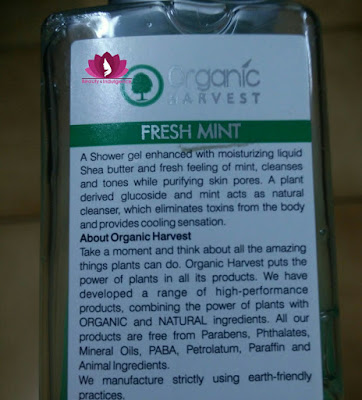 Organic
HARVEST
FRESH MINT
A Shower gel enhanced with moisturizing liquid
Shea butter and fresh feeling of mint, cleanses
and tones while purifying skin pores. A plant
derived glucoside and mint acts as natural
cleanser, which eliminates toxins from the body
and provides cooling sensation.
About Organic Harvest
Take a moment and think about all the amazing
things plants can do. Organic Harvest puts the
power of plants in all its products. We have
developed a range of high-performance
products, combining the power of plants with
ORGANIC and NATURAL ingredients. All our
products are free from Parabens, Phthalates,
Mineral Oils, PABA, Petrolatum, Paraffin and
Animal Ingredients.
We manufacture strictly using earth-friendly
practices.